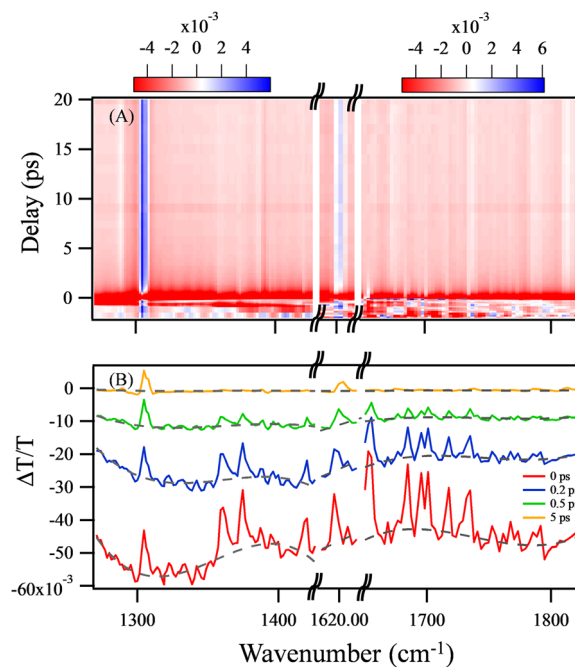 x10-3 x10-3
-4 -2 0 2 4 -4 -2 0 2 4 6
(A)
Delay (ps)
20
15
10
5
0
(B)
ΔT/T
0
-10
-20
-30
-40
-50
-60x10-3
0 ps
0.2 p
0.5 p
5 ps
1300 1400 1620.00 1700 1800
Wavenumber (cm-1)